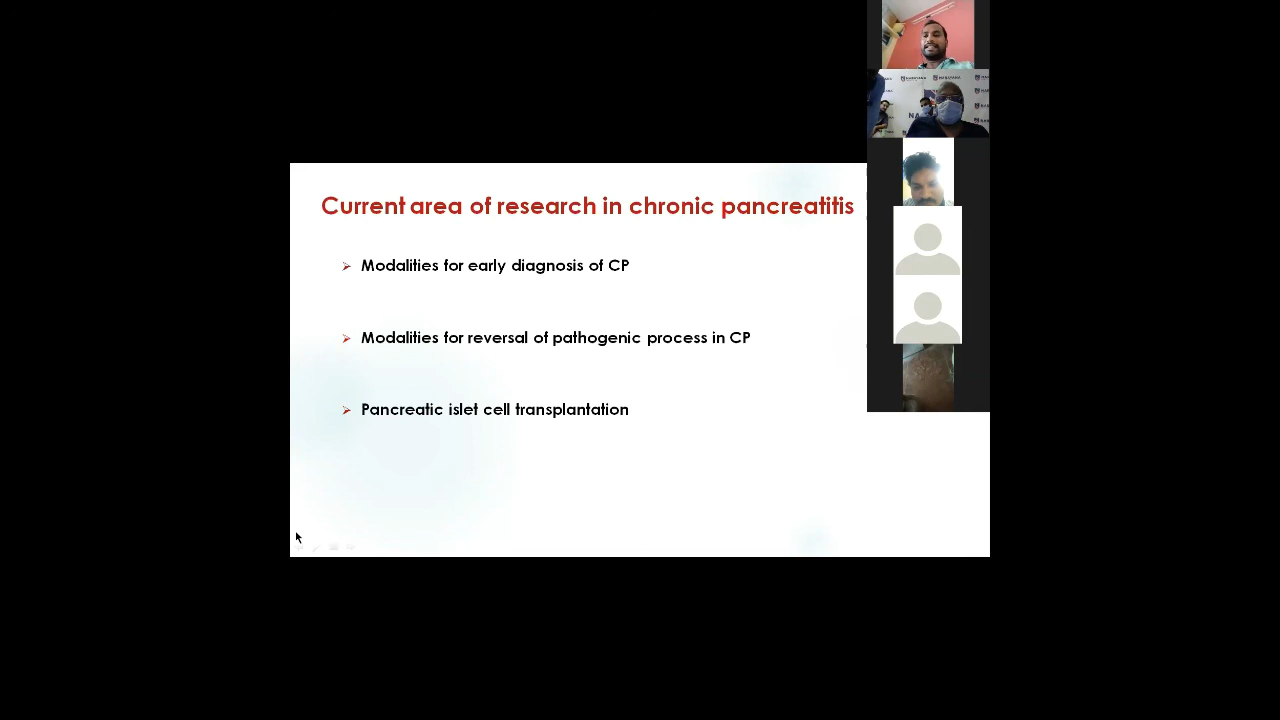 Current area of research in chronic pancreatitis
Modalities for early diagnosis of CP
Modalities for reversal of pathogenic process in CP
Pancreatic islet cell transplantation